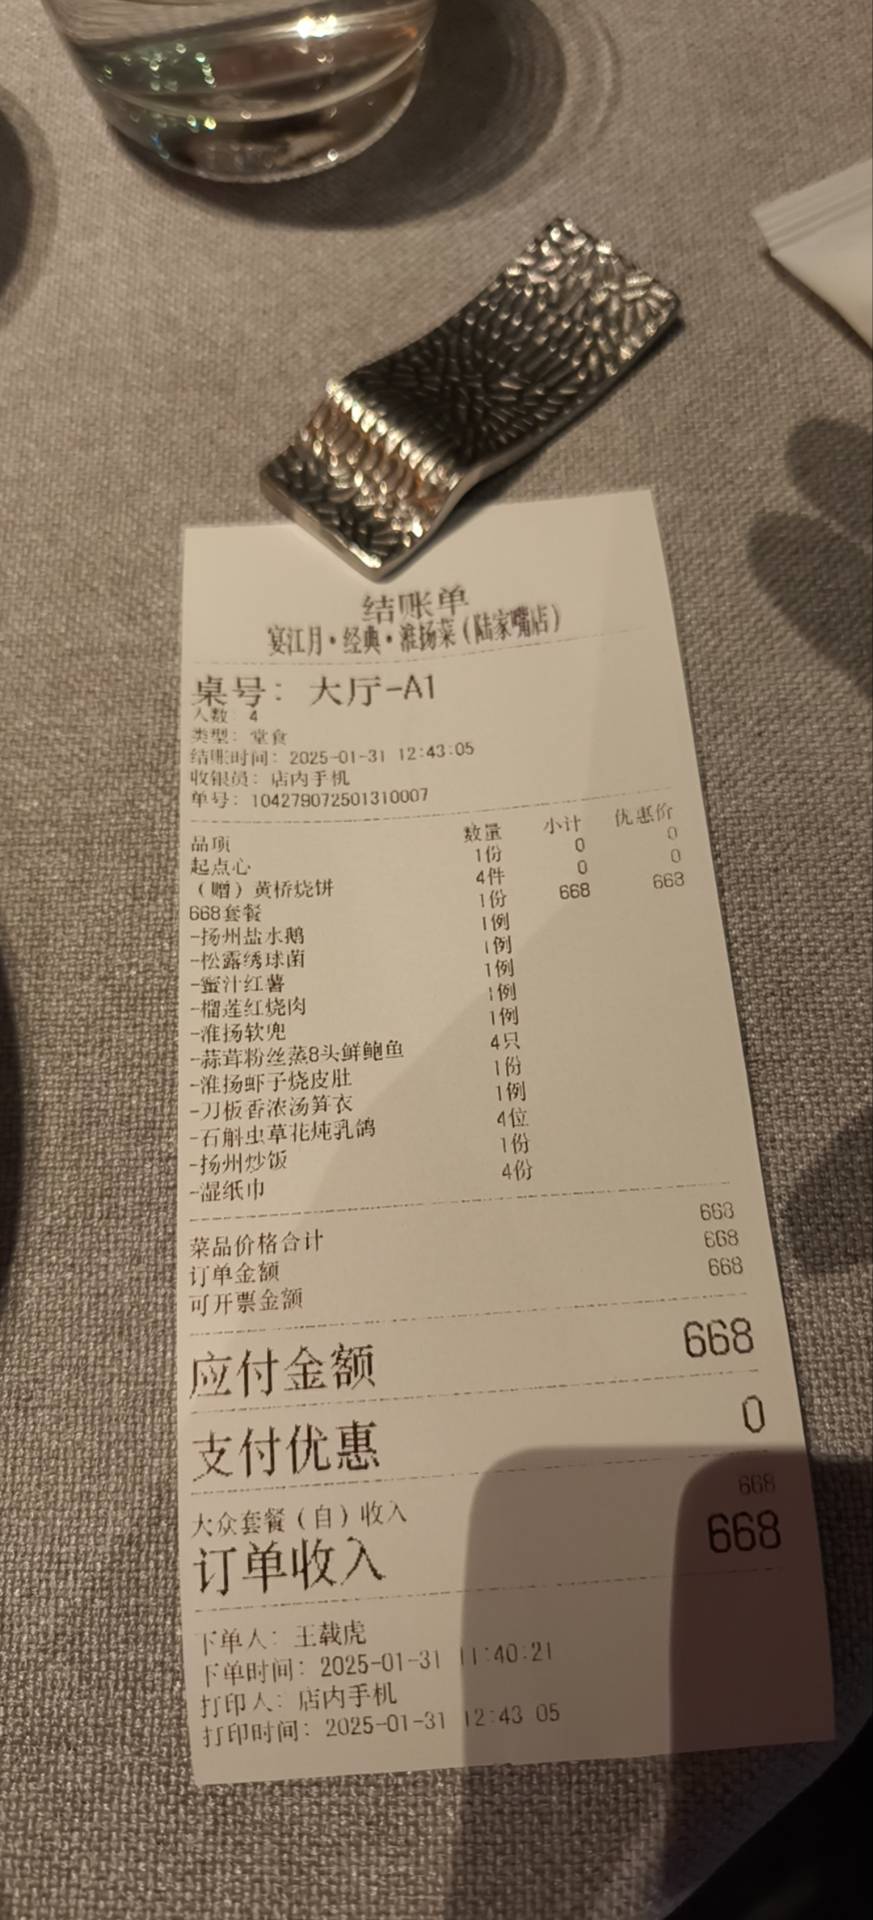 结账单
宴江月·经典·淮扬菜(陆家嘴店)
桌号: 大厅-A1
人数: 4
类型: 堂食
结账时间: 2025-01-31 12:43:05
收银员: 店内手机
单号: 104279072501310007
品项 数量 小计 优惠价
起点心 1份 0 0
(赠)黄桥烧饼 4件 0 0
668套餐 1份 668 668
-扬州盐水鹅 1例
-松露绣球菌 1例
-蜜汁红薯 1例
-榴莲红烧肉 1例
-淮扬软兜 1例
-蒜茸粉丝蒸8头鲜鲍鱼 4只
-淮扬虾子烧皮肚 1份
-刀板香浓汤笋衣 1例
-石斛虫草花炖乳鸽 4位
-扬州炒饭 1份
-湿纸巾 4份
菜品价格合计 668
订单金额 668
可开票金额 668
应付金额 668
支付优惠 0
大众套餐(自)收入 668
订单收入 668
下单人: 王载虎
下单时间: 2025-01-31 11:40:21
打印人: 店内手机
打印时间: 2025-01-31 12:43:05